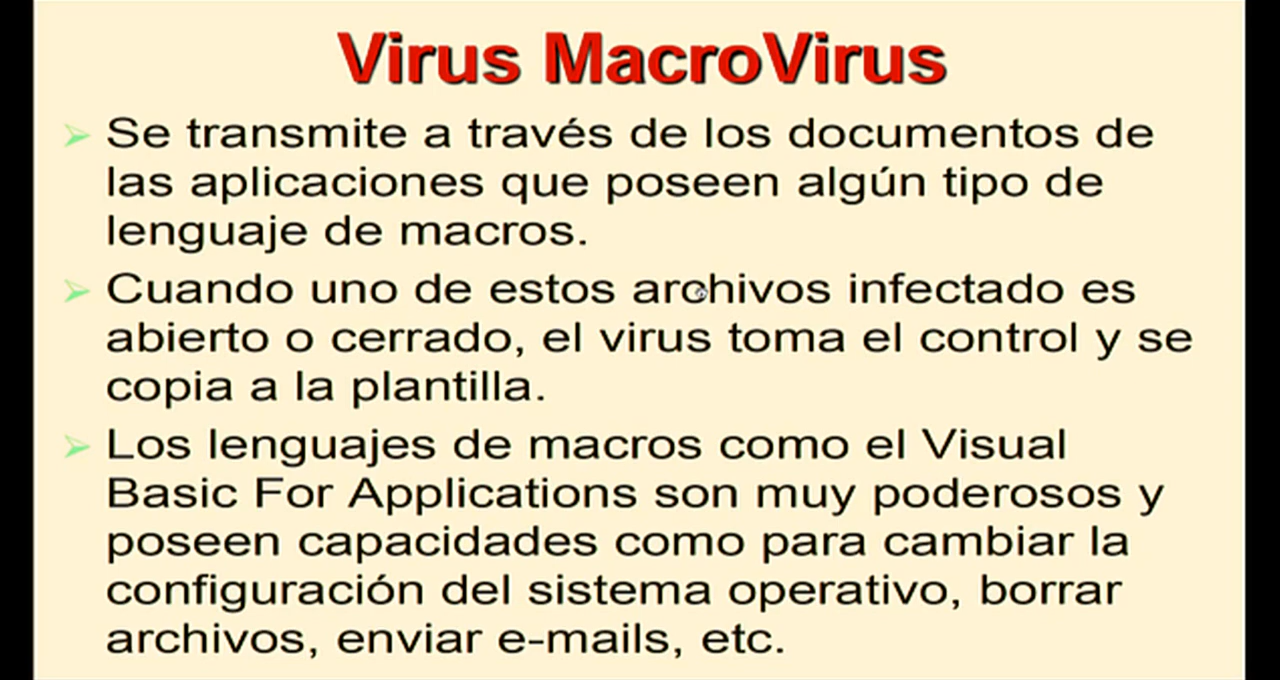 Virus MacroVirus
Se transmite a través de los documentos de
las aplicaciones que poseen algún tipo de
lenguaje de macros.
Cuando uno de estos archivos infectado es
abierto o cerrado, el virus toma el control y se
copia a la plantilla.
Los lenguajes de macros como el Visual
Basic For Applications son muy poderosos y
poseen capacidades como para cambiar la
configuración del sistema operativo, borrar
archivos, enviar e-mails, etc.